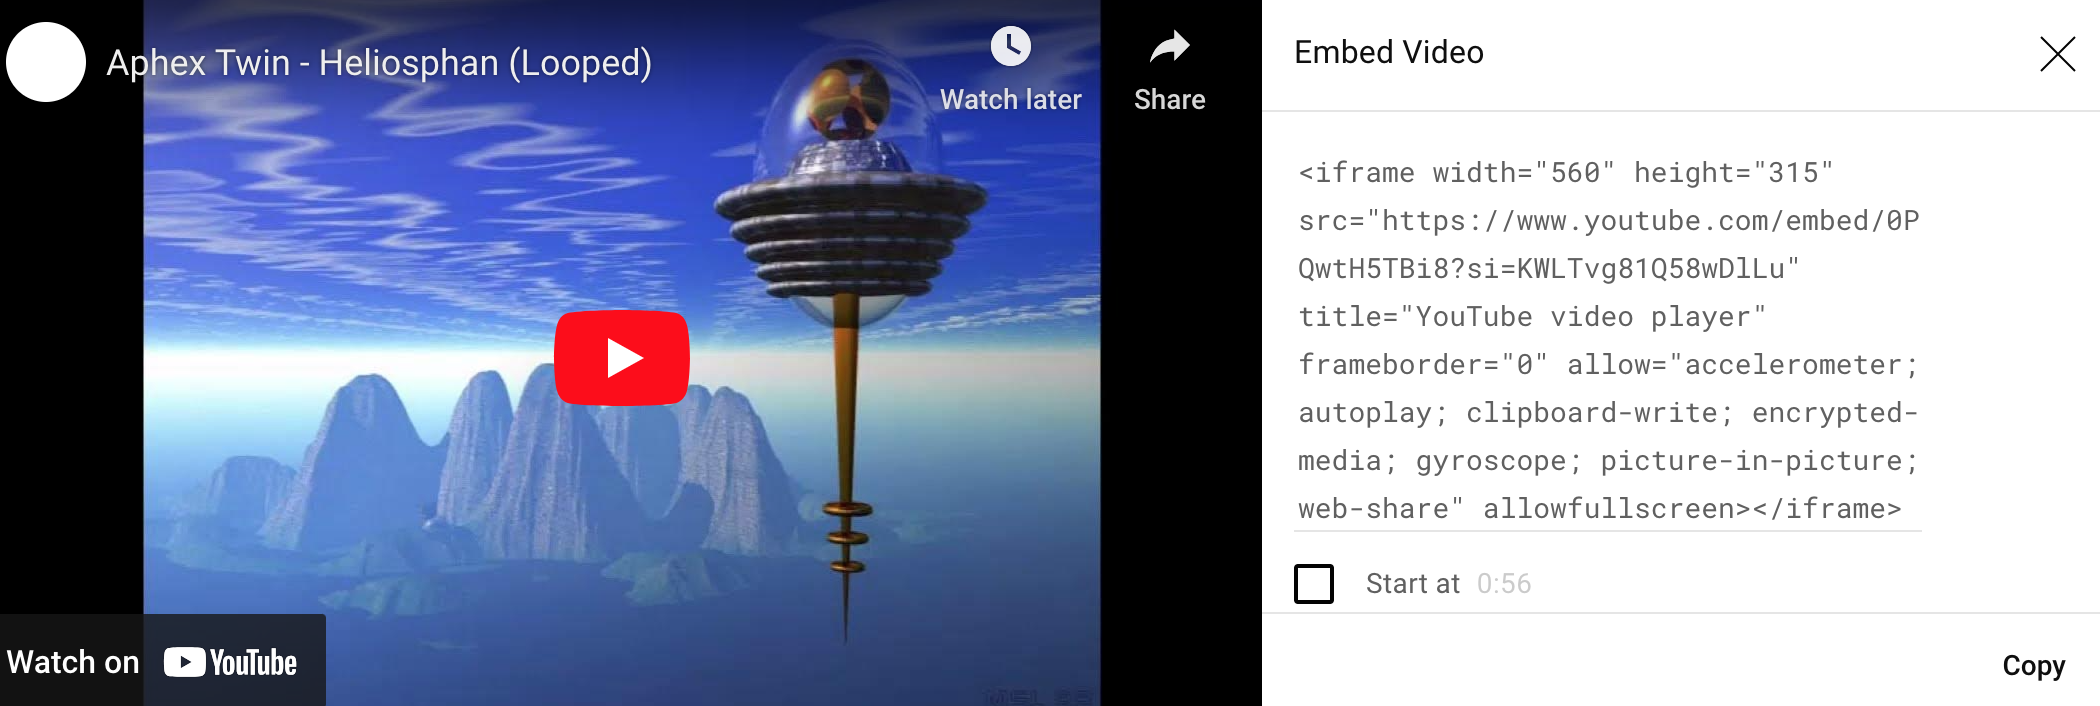 Aphex Twin - Heliosphan (Looped)
Watch later
Share
Watch on YouTube
Embed Video
<iframe width="560" height="315"
src="https://www.youtube.com/embed/0P
QwtH5TBi8?si=KWLTvg81Q58wDlLu"
title="YouTube video player"
frameborder="0" allow="accelerometer;
autoplay; clipboard-write; encrypted-
media; gyroscope; picture-in-picture;
web-share" allowfullscreen></iframe>
Start at 0:56
Copy